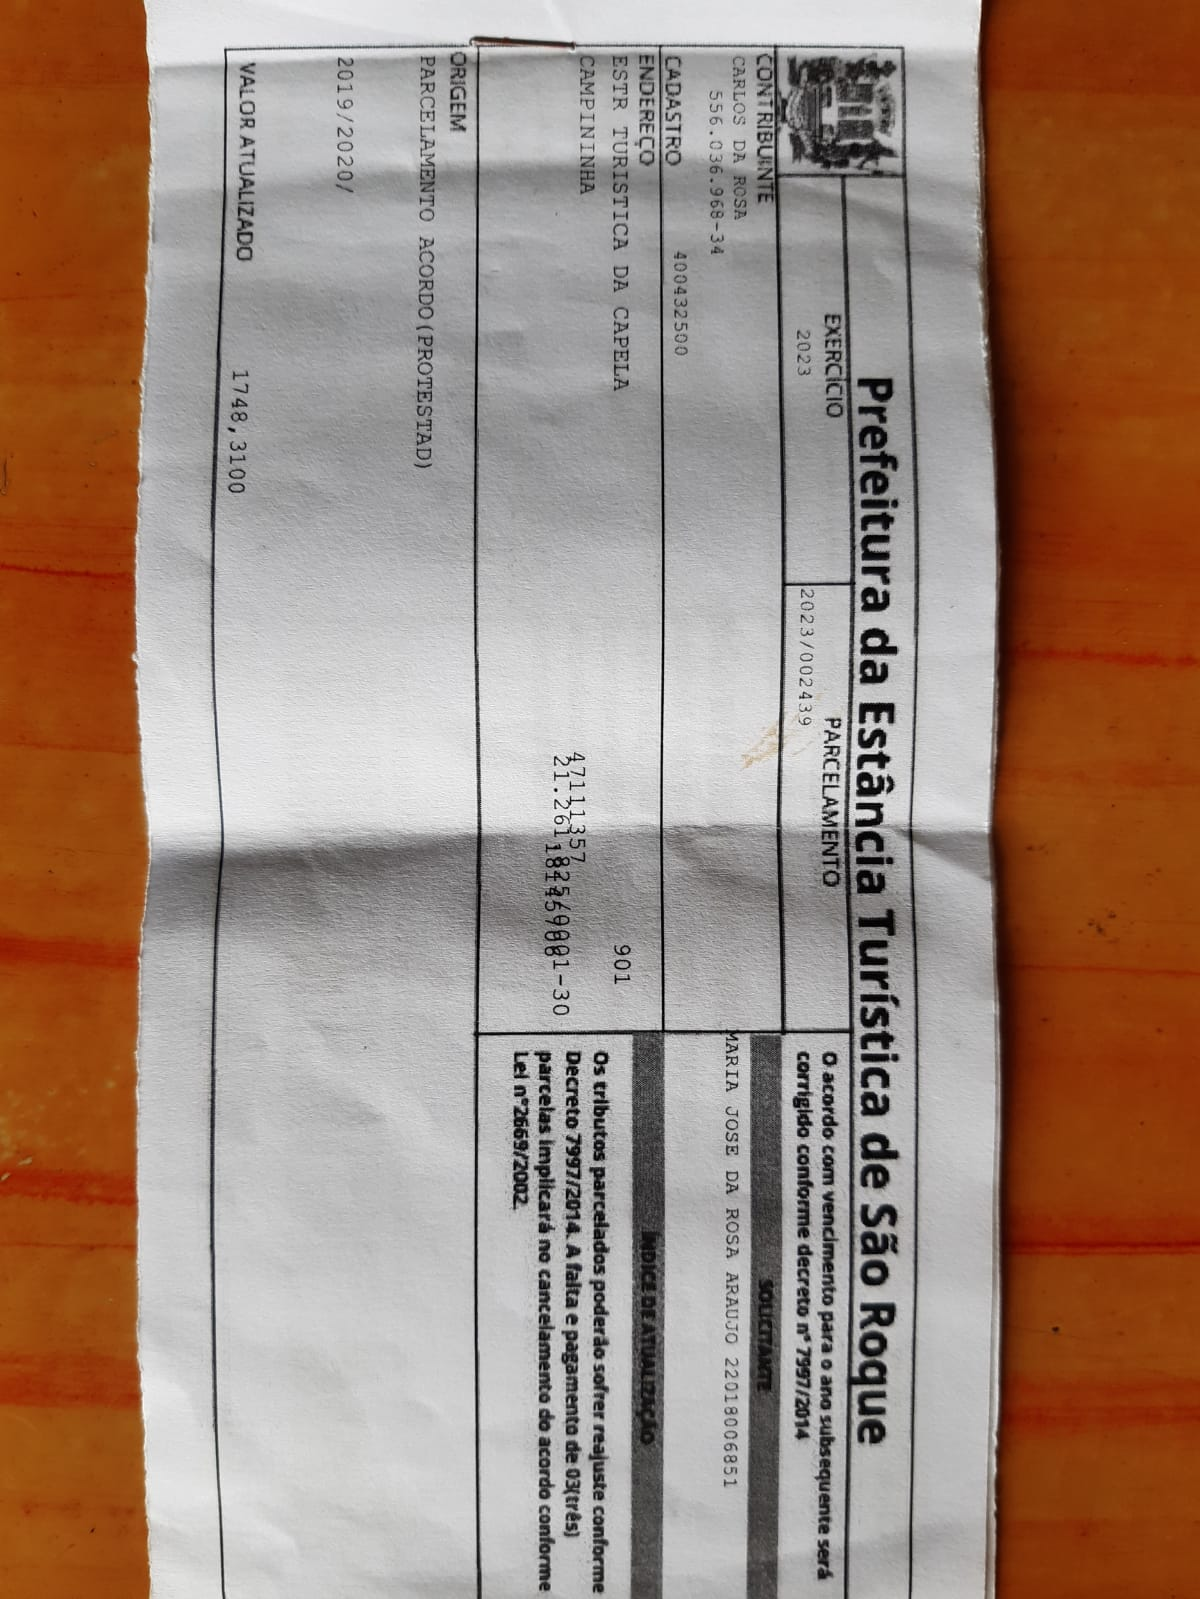 Prefeitura da Estância Turística de São Roque
EXERCÍCIO
2023
PARCELAMENTO
2023/002439
O acordo com vencimento para o ano subsequente será
corrigido conforme decreto n° 7997/2014
CONTRIBUINTE
CARLOS DA ROSA
556.036.968-34
SOLICITANTE
MARIA JOSE DA ROSA ARAUJO 22018006851
CADASTRO
400432500
ENDEREÇO
ESTR TURISTICA DA CAPELA 901
CAMPININHA
47111357
ÍNDICE DE ATUALIZAÇÃO
Os tributos parcelados poderão sofrer reajuste conforme
Decreto 7997/2014. A falta e pagamento de 03(três)
parcelas implicará no cancelamento do acordo conforme
Lei n°2669/2002.
ORIGEM
PARCELAMENTO ACORDO(PROTESTAD)
2019/2020/
VALOR ATUALIZADO 1748,3100